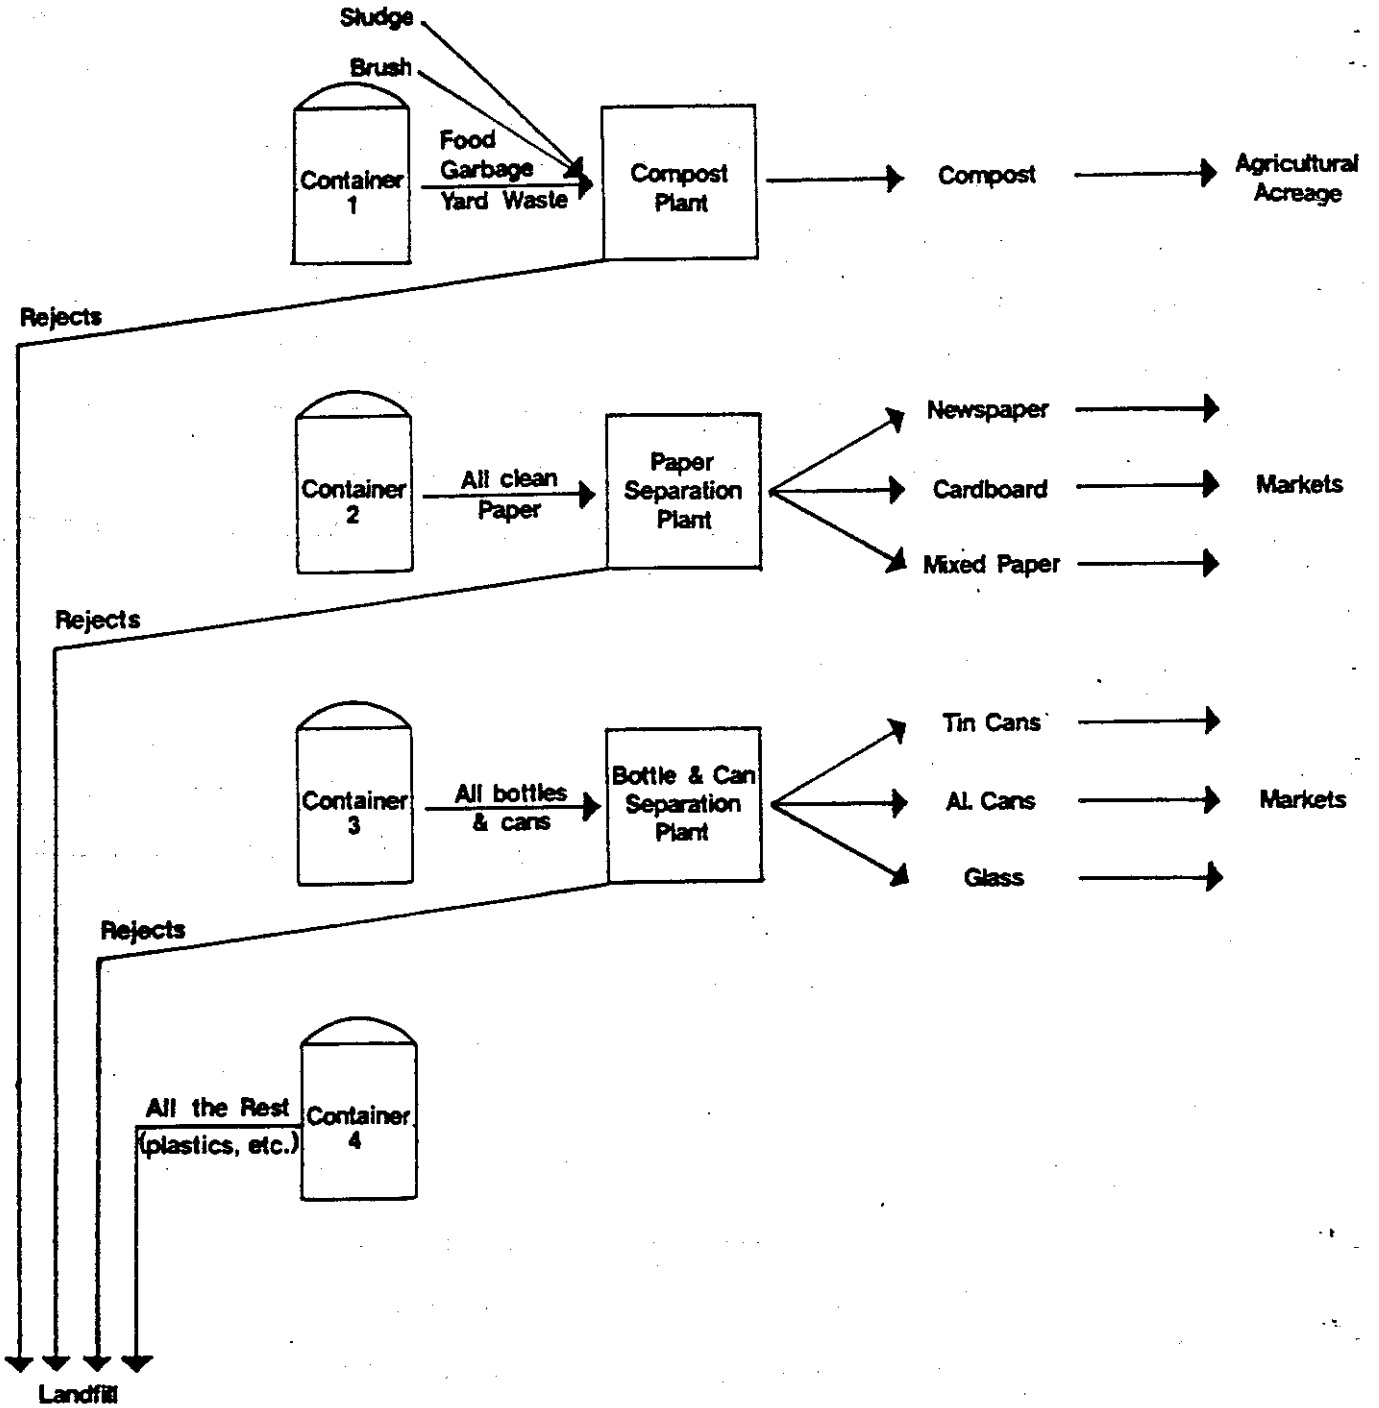 Sludge
Brush
Food
Garbage
Yard Waste
Container
1
Compost
Plant
Compost
Agricultural
Acreage
Rejects
Container
2
All clean
Paper
Paper
Separation
Plant
Newspaper
Cardboard
Mixed Paper
Markets
Rejects
Container
3
All bottles
& cans
Bottle & Can
Separation
Plant
Tin Cans
Al. Cans
Glass
Markets
Rejects
All the Rest
(plastics, etc.)
Container
4
Landfill